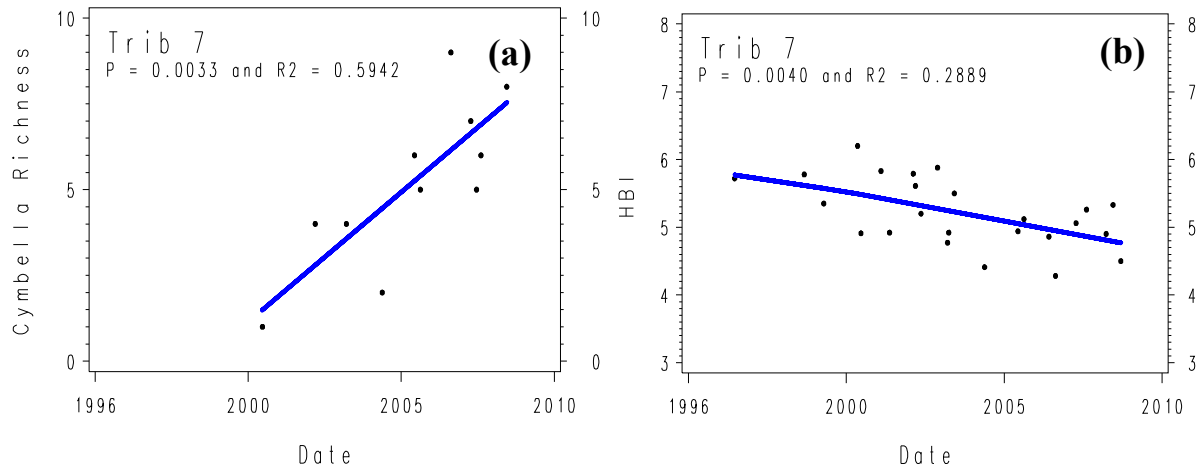 Trib 7
(a)
P = 0.0033 and R2 = 0.5942
Cymbella Richness
10
5
0
10
5
0
1996
2000
2005
2010
Date
Trib 7
(b)
P = 0.0040 and R2 = 0.2889
HBI
8
7
6
5
4
3
8
7
6
5
4
3
1996
2000
2005
2010
Date